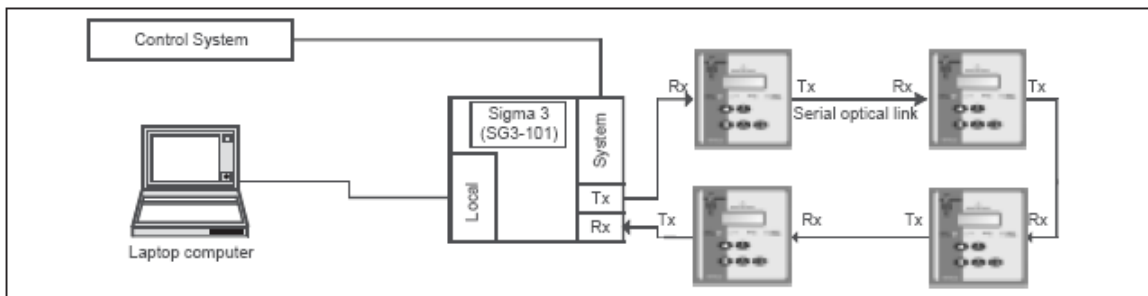 Control System
Sigma 3
(SG3-101)
System
Local
Tx
Rx
Rx
Tx
Rx
Tx
Serial optical link
Tx
Rx
Tx
Rx
Laptop computer